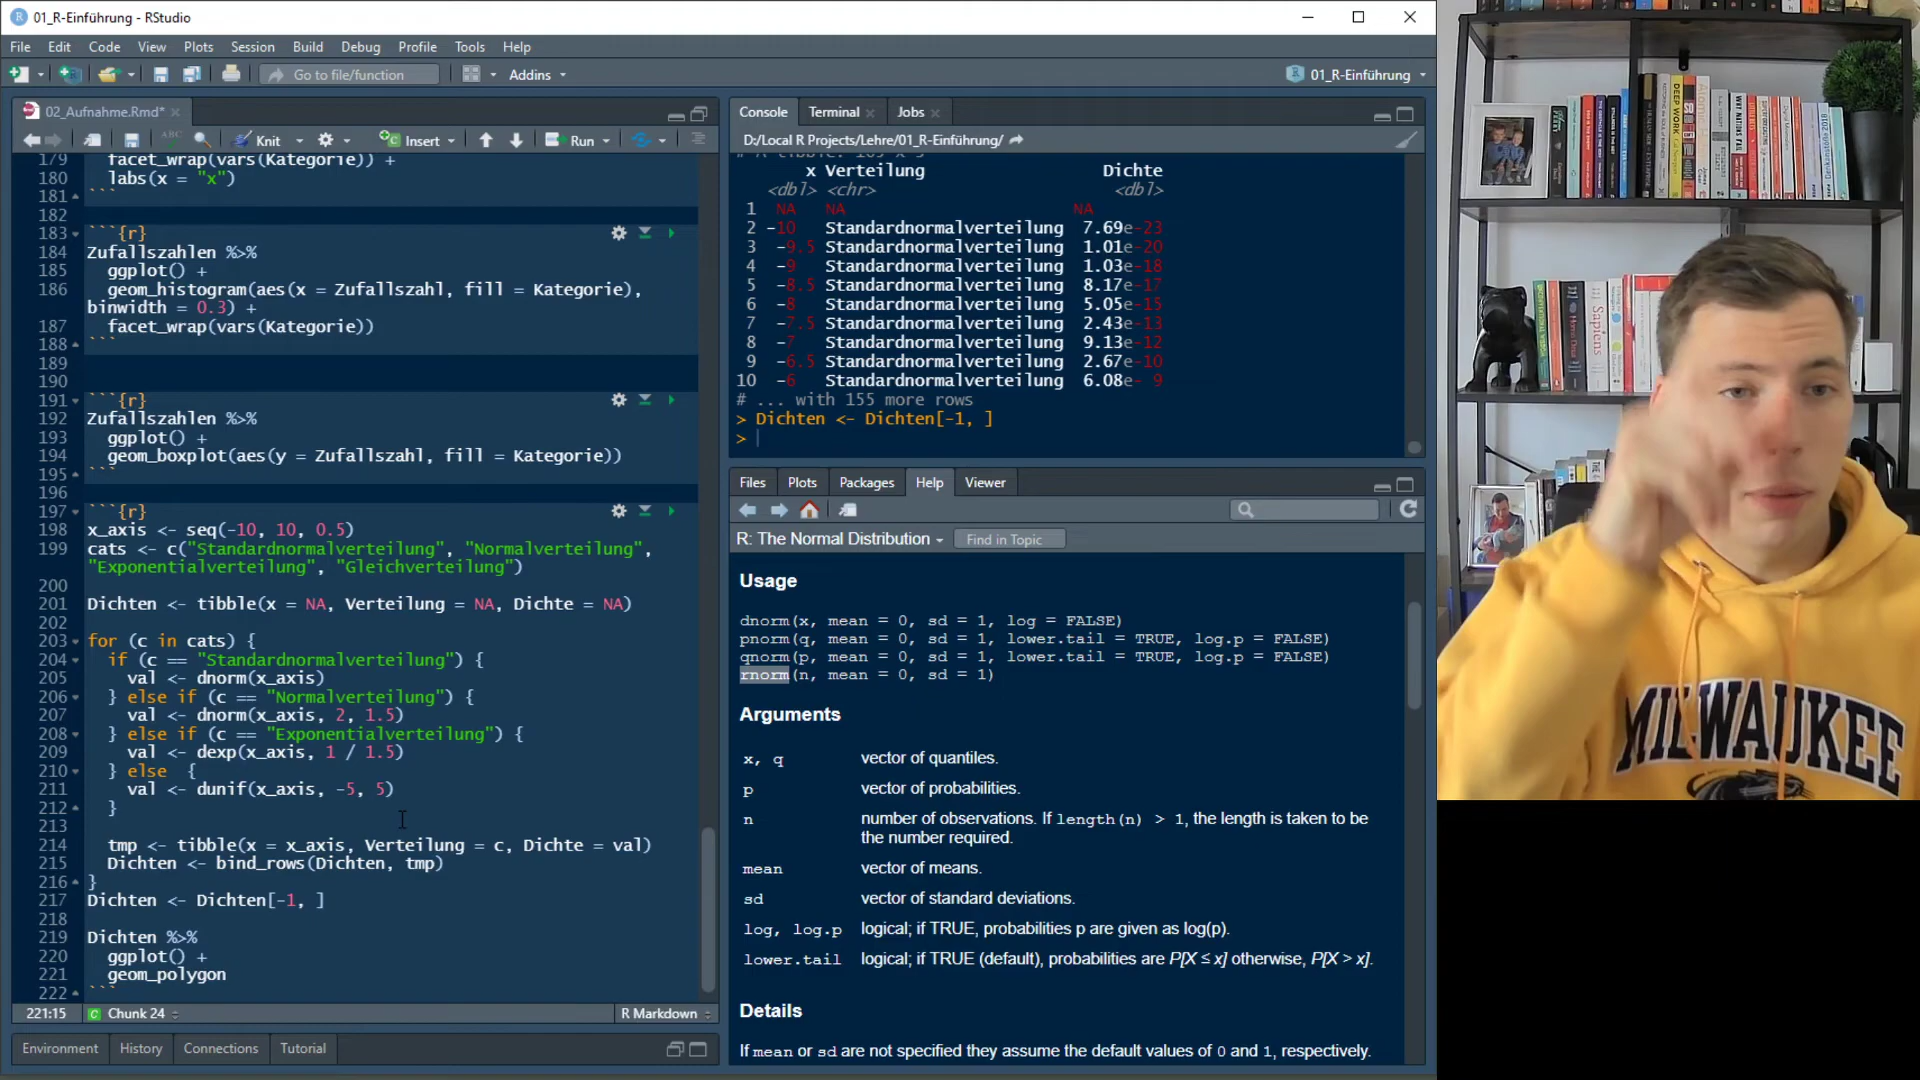 01_R-Einführung - RStudio
File Edit Code View Plots Session Build Debug Profile Tools Help
Go to file/function Addins 01_R-Einführung
02_Aufnahme.Rmd*
Knit Insert Run
179 facet_wrap(vars(Kategorie)) +
180 labs(x = "x")
181 ```
182
183 ```{r}
184 Zufallszahlen %>%
185 ggplot() +
186 geom_histogram(aes(x = Zufallszahl, fill = Kategorie),
binwidth = 0.3) +
187 facet_wrap(vars(Kategorie))
188 ```
189
190
191 ```{r}
192 Zufallszahlen %>%
193 ggplot() +
194 geom_boxplot(aes(y = Zufallszahl, fill = Kategorie))
195 ```
196
197 ```{r}
198 x_axis <- seq(-10, 10, 0.5)
199 cats <- c("Standardnormalverteilung", "Normalverteilung",
"Exponentialverteilung", "Gleichverteilung")
200
201 Dichten <- tibble(x = NA, Verteilung = NA, Dichte = NA)
202
203 for (c in cats) {
204 if (c == "Standardnormalverteilung") {
205 val <- dnorm(x_axis)
206 } else if (c == "Normalverteilung") {
207 val <- dnorm(x_axis, 2, 1.5)
208 } else if (c == "Exponentialverteilung") {
209 val <- dexp(x_axis, 1 / 1.5)
210 } else {
211 val <- dunif(x_axis, -5, 5)
212 }
213
214 tmp <- tibble(x = x_axis, Verteilung = c, Dichte = val)
215 Dichten <- bind_rows(Dichten, tmp)
216 }
217 Dichten <- Dichten[-1, ]
218
219 Dichten %>%
220 ggplot() +
221 geom_polygon
222 ```
221:15 Chunk 24 R Markdown
Environment History Connections Tutorial
Console Terminal Jobs
D:/Local R Projects/Lehre/01_R-Einführung/
x Verteilung Dichte
<dbl> <chr> <dbl>
1 NA NA NA
2 -10 Standardnormalverteilung 7.69e-23
3 -9.5 Standardnormalverteilung 1.01e-20
4 -9 Standardnormalverteilung 1.03e-18
5 -8.5 Standardnormalverteilung 8.17e-17
6 -8 Standardnormalverteilung 5.05e-15
7 -7.5 Standardnormalverteilung 2.43e-13
8 -7 Standardnormalverteilung 9.13e-12
9 -6.5 Standardnormalverteilung 2.67e-10
10 -6 Standardnormalverteilung 6.08e- 9
# ... with 155 more rows
> Dichten <- Dichten[-1, ]
>
Files Plots Packages Help Viewer
R: The Normal Distribution Find in Topic
Usage
dnorm(x, mean = 0, sd = 1, log = FALSE)
pnorm(q, mean = 0, sd = 1, lower.tail = TRUE, log.p = FALSE)
qnorm(p, mean = 0, sd = 1, lower.tail = TRUE, log.p = FALSE)
rnorm(n, mean = 0, sd = 1)
Arguments
x, q vector of quantiles.
p vector of probabilities.
n number of observations. If length(n) > 1, the length is taken to be
the number required.
mean vector of means.
sd vector of standard deviations.
log, log.p logical; if TRUE, probabilities p are given as log(p).
lower.tail logical; if TRUE (default), probabilities are P[X ≤ x] otherwise, P[X > x].
Details
If mean or sd are not specified they assume the default values of 0 and 1, respectively.
DEEP WORK
Sapiens
MILWAUKEE